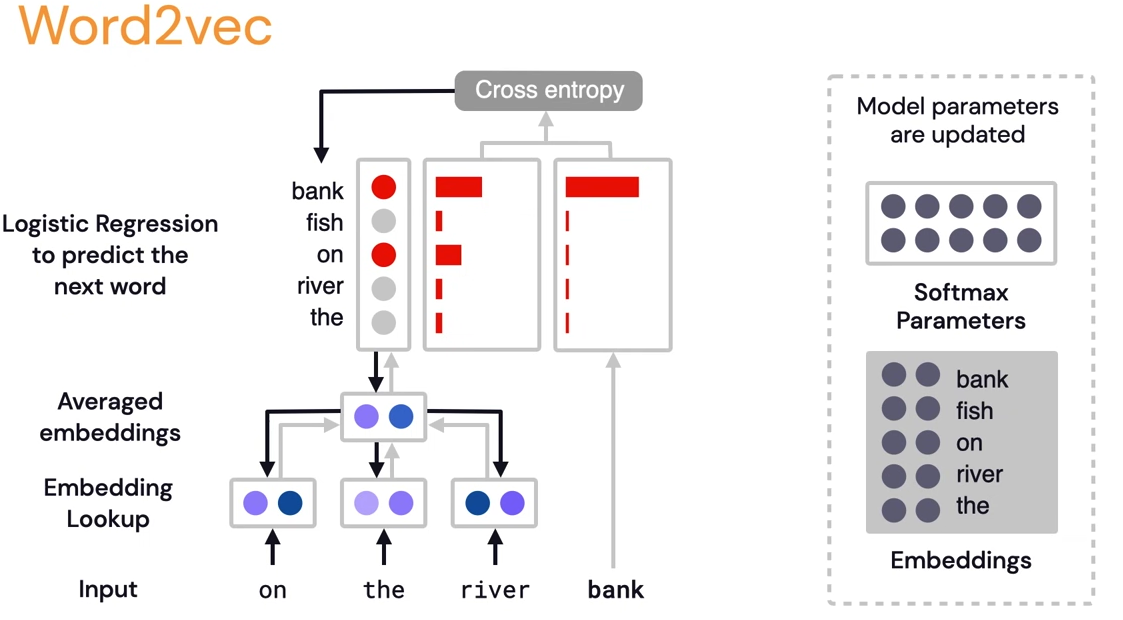 Word2vec
Cross entropy
bank
fish
on
river
the
Logistic Regression
to predict the
next word
Averaged
embeddings
Embedding
Lookup
Input
on
the
river
bank
Model parameters
are updated
Softmax
Parameters
bank
fish
on
river
the
Embeddings